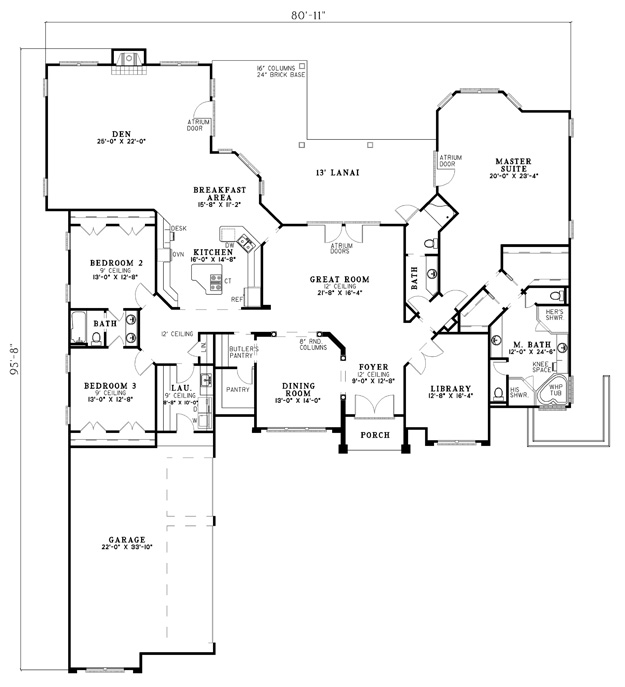 80'-11"
95'-8"
16" COLUMNS
24" BRICK BASE
ATRIUM
DOOR
DEN
25'-0" X 22'-0"
13' LANAI
ATRIUM
DOOR
MASTER
SUITE
20'-0" X 23'-4"
BREAKFAST
AREA
15'-8" X 11'-2"
DESK
OVN
DW
KITCHEN
16'-0" X 14'-8"
CT
REF
ATRIUM
DOORS
BEDROOM 2
9' CEILING
13'-0" X 12'-8"
GREAT ROOM
12' CEILING
21'-8" X 16'-4"
BATH
BATH
12' CEILING
IN
BUTLER'S
PANTRY
8" RND.
COLUMNS
HER'S
SHWR.
M. BATH
12'-0" X 24'-6"
KNEE
SPACE
HIS
SHWR.
WHP
TUB
BEDROOM 3
9' CEILING
13'-0" X 12'-8"
LAU.
9' CEILING
D
W
PANTRY
DINING
ROOM
13'-0" X 14'-0"
FOYER
12' CEILING
9'-0" X 12'-8"
LIBRARY
12'-8" X 16'-4"
PORCH
GARAGE
22'-0" X 33'-10"